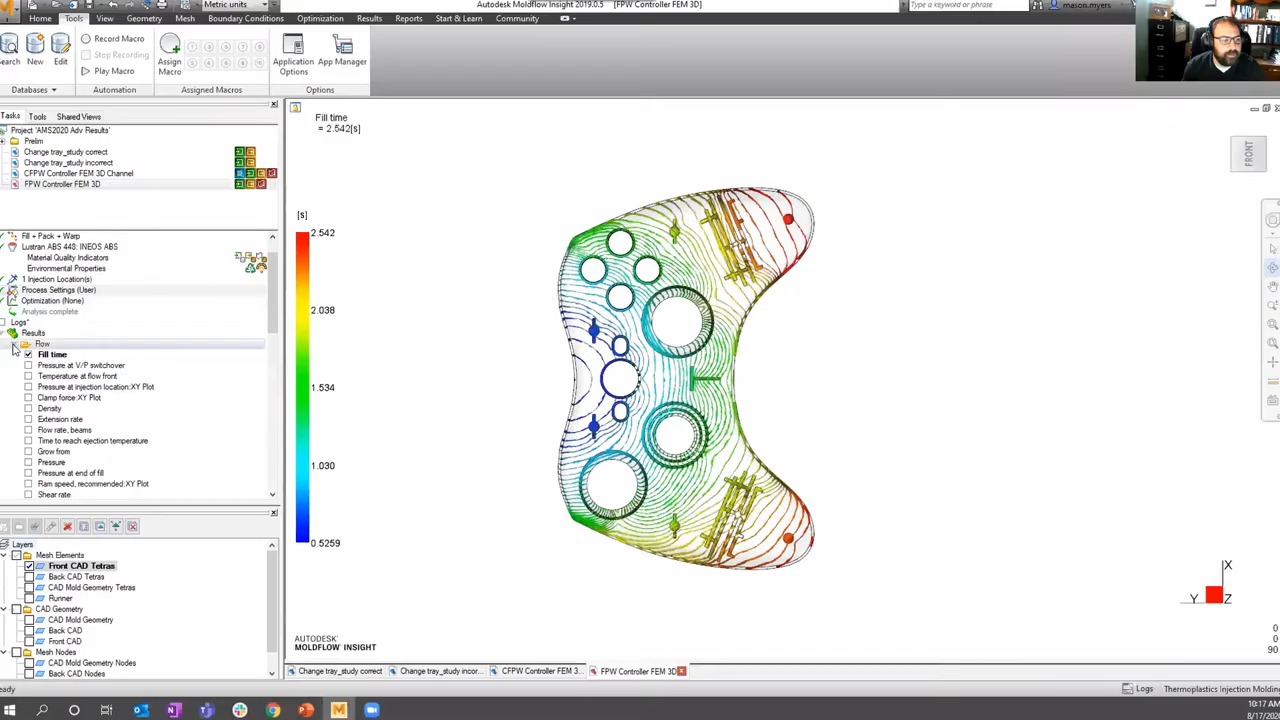 Metric units
Autodesk Moldflow Insight 2019.0.5   [FPW Controller FEM 3D]
Type a keyword or phrase
mason.myers
Home Tools View Geometry Mesh Boundary Conditions Optimization Results Reports Start & Learn Community
Search New Edit
Record Macro
Stop Recording
Play Macro
Assign Macro
Application Options
App Manager
Databases Automation Assigned Macros Options
Tasks Tools Shared Views
Project 'AMS2020 Adv Results'
Prelim
Change tray_study correct
Change tray_study incorrect
CFPW Controller FEM 3D Channel
FPW Controller FEM 3D
Fill + Pack + Warp
Lustran ABS 448: INEOS ABS
Material Quality Indicators
Environmental Properties
1 Injection Location(s)
Process Settings (User)
Optimization (None)
Analysis complete
Logs*
Results
Flow
Fill time
Pressure at V/P switchover
Temperature at flow front
Pressure at injection location:XY Plot
Clamp force:XY Plot
Density
Extension rate
Flow rate, beams
Time to reach ejection temperature
Grow from
Pressure
Pressure at end of fill
Ram speed, recommended:XY Plot
Shear rate
Layers
Mesh Elements
Front CAD Tetras
Back CAD Tetras
CAD Mold Geometry Tetras
Runner
CAD Geometry
CAD Mold Geometry
Back CAD
Front CAD
Mesh Nodes
CAD Mold Geometry Nodes
Back CAD Nodes
Fill time
= 2.542[s]
[s]
2.542
2.038
1.534
1.030
0.5259
FRONT
X
Y Z
AUTODESK
MOLDFLOW INSIGHT
0
0
90
Change tray_study correct Change tray_study incor... CFPW Controller FEM 3... FPW Controller FEM 3D
eady
Logs Thermoplastics Injection Molding
10:17 AM
8/17/202